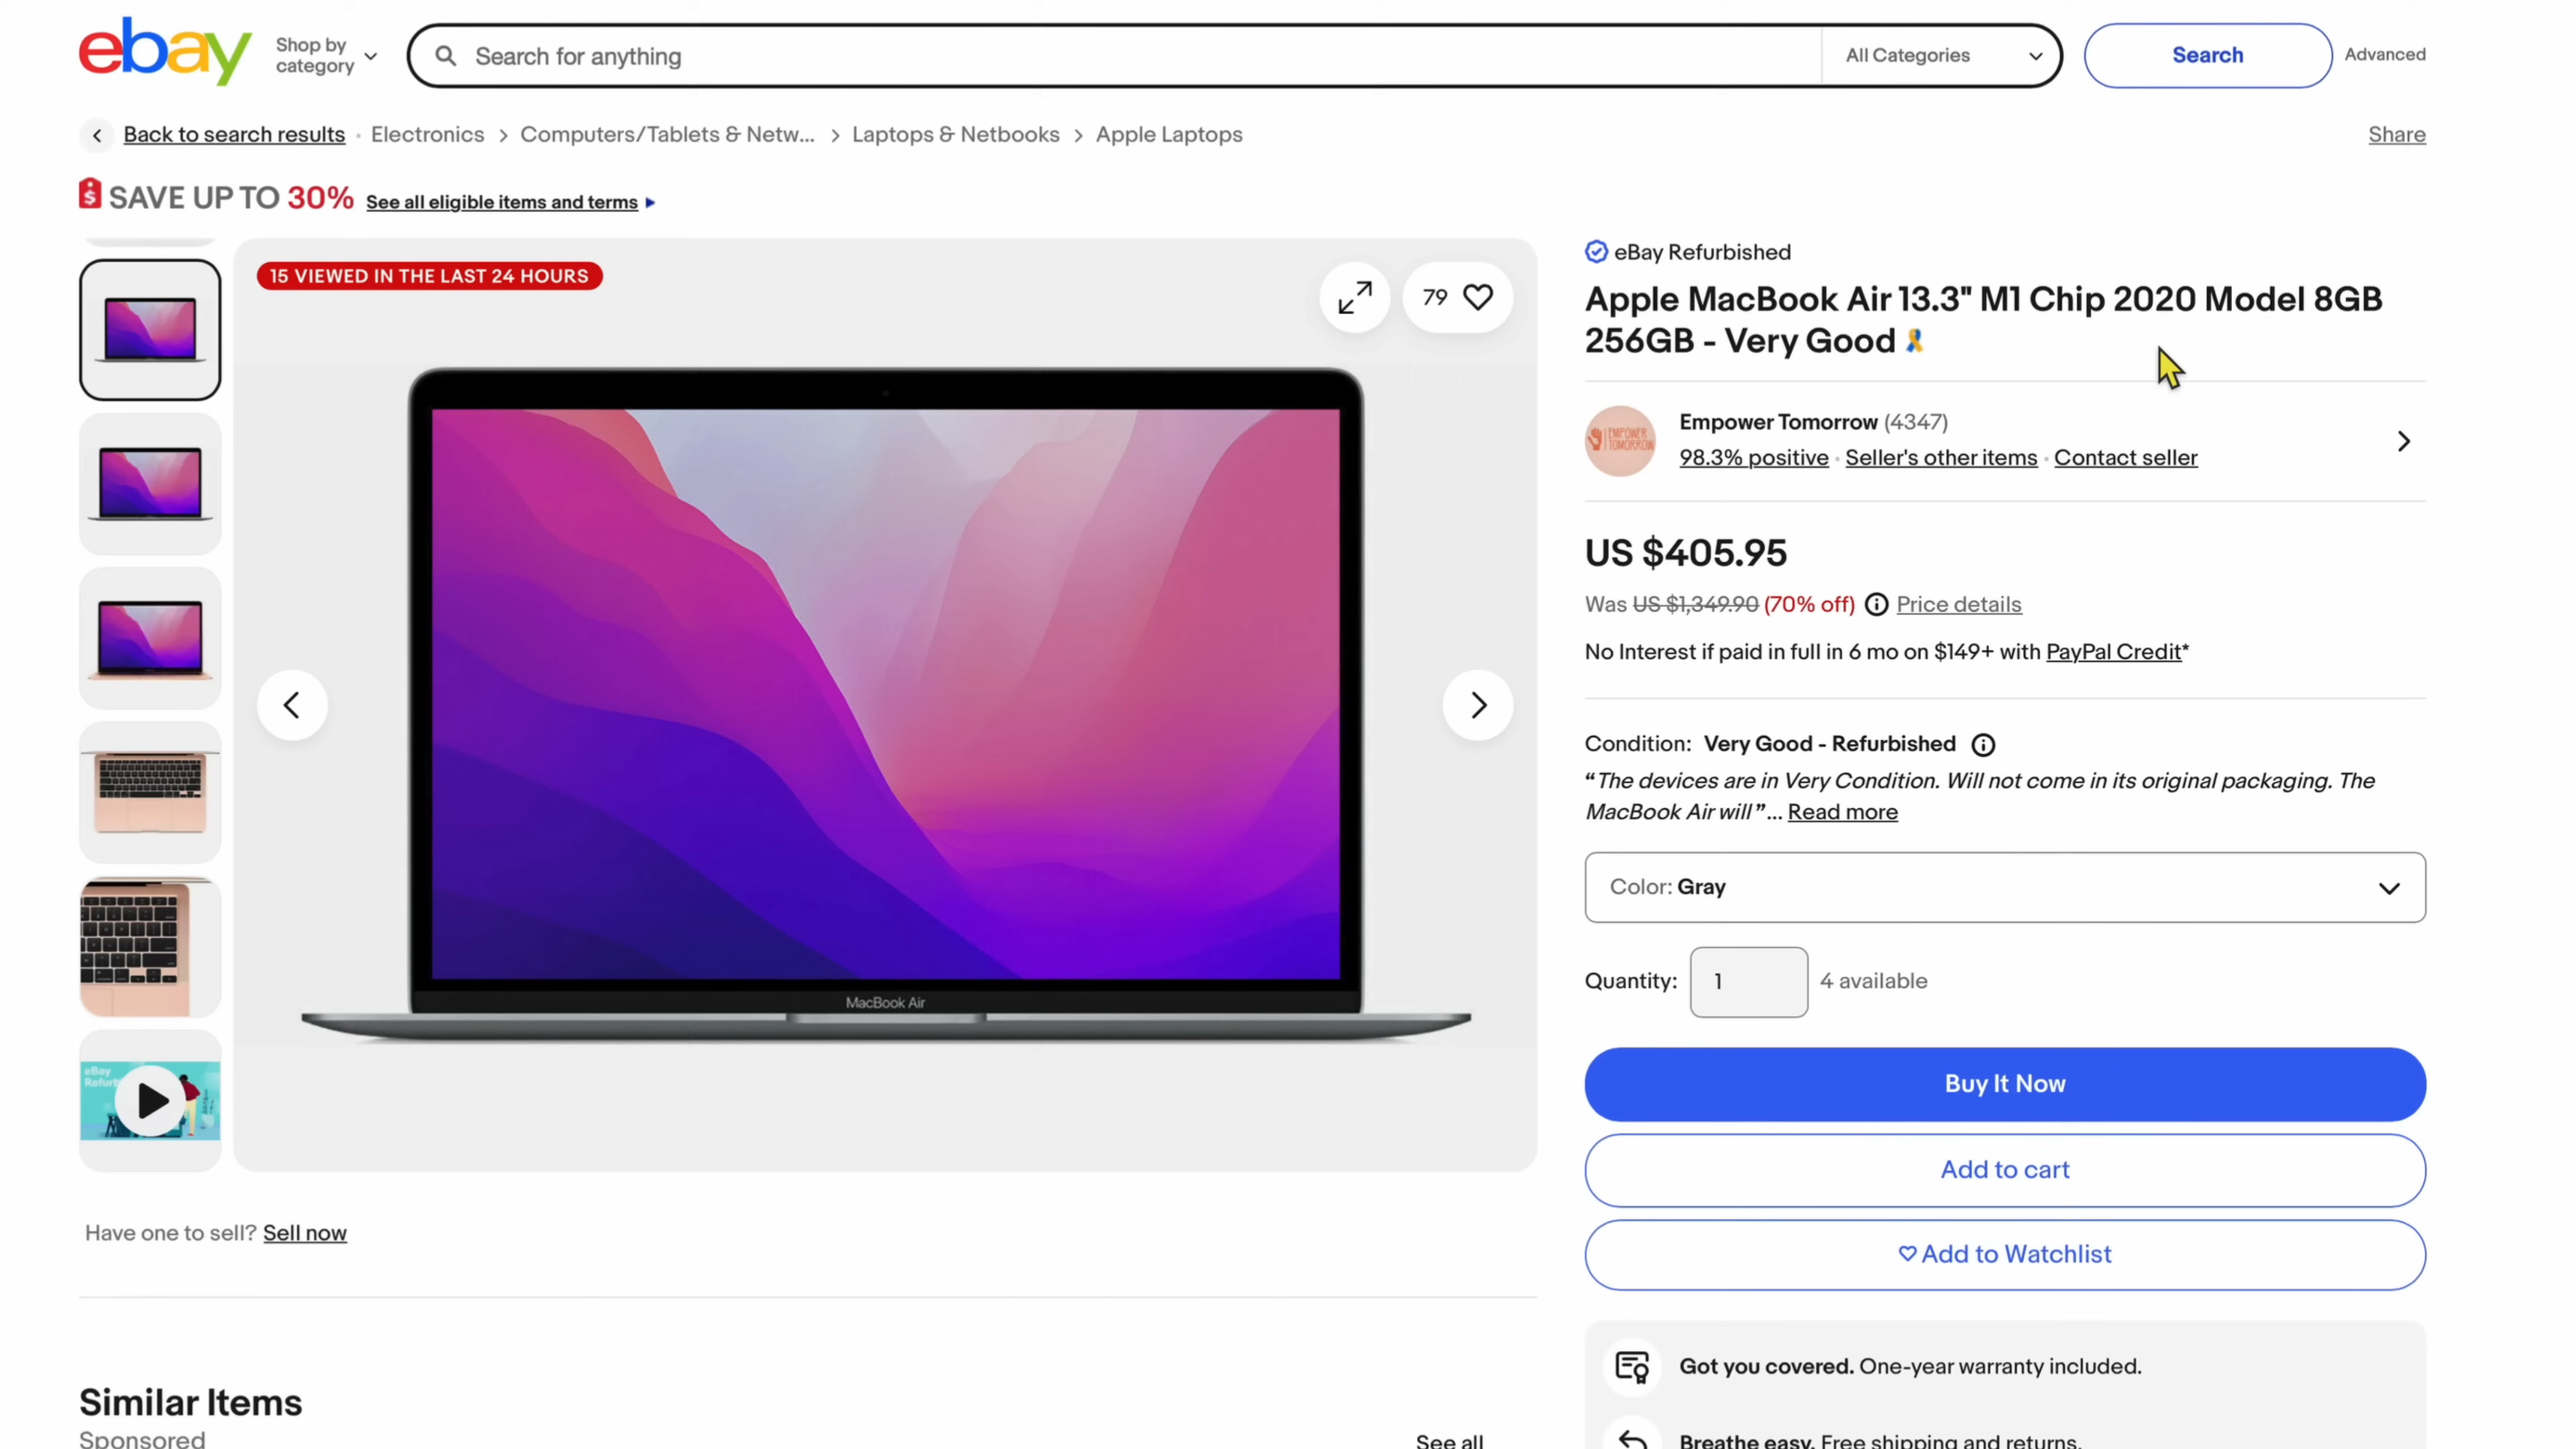 ebay
Shop by
category
Search for anything
All Categories
Search
Advanced
Back to search results
Electronics > Computers/Tablets & Netw... > Laptops & Netbooks > Apple Laptops
Share
SAVE UP TO 30% See all eligible items and terms
15 VIEWED IN THE LAST 24 HOURS
79
MacBook Air
eBay
Refurb
Have one to sell? Sell now
Similar Items
Sponsored
See all
eBay Refurbished
Apple MacBook Air 13.3" M1 Chip 2020 Model 8GB
256GB - Very Good
EMPOWER
TOMORROW
Empower Tomorrow (4347)
98.3% positive · Seller's other items · Contact seller
US $405.95
Was US $1,349.90 (70% off) Price details
No Interest if paid in full in 6 mo on $149+ with PayPal Credit*
Condition: Very Good - Refurbished
“The devices are in Very Condition. Will not come in its original packaging. The
MacBook Air will”... Read more
Color: Gray
Quantity: 1 4 available
Buy It Now
Add to cart
Add to Watchlist
Got you covered. One-year warranty included.
Breathe easy. Free shipping and returns.